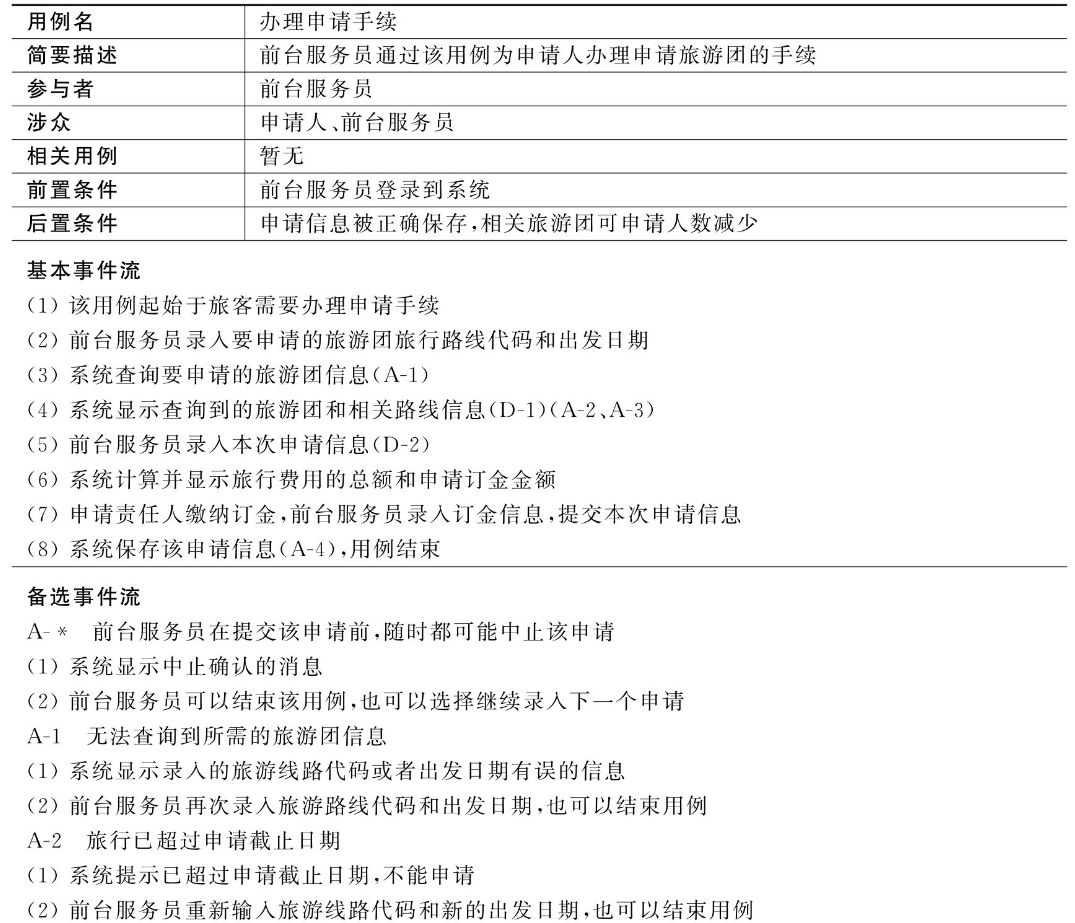 用例名 办理申请手续
简要描述 前台服务员通过该用例为申请人办理申请旅游团的手续
参与者 前台服务员
涉众 申请人、前台服务员
相关用例 暂无
前置条件 前台服务员登录到系统
后置条件 申请信息被正确保存,相关旅游团可申请人数减少
基本事件流
(1) 该用例起始于旅客需要办理申请手续
(2) 前台服务员录入要申请的旅游团旅行路线代码和出发日期
(3) 系统查询要申请的旅游团信息(A-1)
(4) 系统显示查询到的旅游团和相关路线信息(D-1)(A-2、A-3)
(5) 前台服务员录入本次申请信息(D-2)
(6) 系统计算并显示旅行费用的总额和申请订金金额
(7) 申请责任人缴纳订金,前台服务员录入订金信息,提交本次申请信息
(8) 系统保存该申请信息(A-4),用例结束
备选事件流
A-* 前台服务员在提交该申请前,随时都可能中止该申请
(1) 系统显示中止确认的消息
(2) 前台服务员可以结束该用例,也可以选择继续录入下一个申请
A-1 无法查询到所需的旅游团信息
(1) 系统显示录入的旅游线路代码或者出发日期有误的信息
(2) 前台服务员再次录入旅游路线代码和出发日期,也可以结束用例
A-2 旅行已超过申请截止日期
(1) 系统提示已超过申请截止日期,不能申请
(2) 前台服务员重新输入旅游线路代码和新的出发日期,也可以结束用例